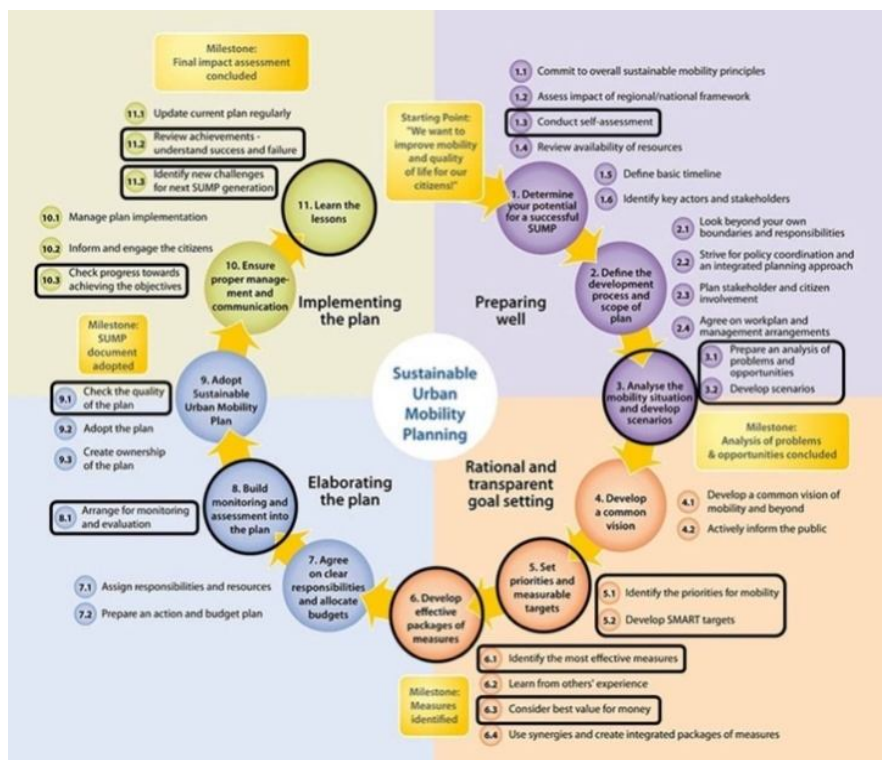 Milestone:
Final impact assessment
concluded
11.1 Update current plan regularly
11.2 Review achievements -
understand success and failure
11.3 Identify new challenges
for next SUMP generation
11. Learn the
lessons
10.1 Manage plan implementation
10.2 Inform and engage the citizens
10.3 Check progress towards
achieving the objectives
10. Ensure
proper manage-
ment and
communication
Implementing
the plan
Starting Point:
"We want to
improve mobility
and quality
of life for our
citizens!"
1.1 Commit to overall sustainable mobility principles
1.2 Assess impact of regional/national framework
1.3 Conduct self-assessment
1.4 Review availability of resources
1.5 Define basic timeline
1.6 Identify key actors and stakeholders
1. Determine
your potential
for a successful
SUMP
2.1 Look beyond your own
boundaries and responsibilities
2.2 Strive for policy coordination and
an integrated planning approach
2.3 Plan stakeholder and citizen
involvement
2.4 Agree on workplan and
management arrangements
2. Define the
development
process and
scope of
plan
Preparing
well
3.1 Prepare an analysis of
problems and
opportunities
3.2 Develop scenarios
3. Analyse the
mobility situation
and develop
scenarios
Milestone:
Analysis of problems
& opportunities concluded
Sustainable
Urban
Mobility
Planning
Rational and
transparent
goal setting
4. Develop
a common
vision
4.1 Develop a common vision of
mobility and beyond
4.2 Actively inform the public
5. Set
priorities and
measurable
targets
5.1 Identify the priorities for mobility
5.2 Develop SMART targets
6. Develop
effective
packages of
measures
6.1 Identify the most effective measures
6.2 Learn from others' experience
6.3 Consider best value for money
6.4 Use synergies and create integrated packages of measures
Milestone:
Measures
identified
7. Agree
on clear
responsibilities
and allocate
budgets
7.1 Assign responsibilities and resources
7.2 Prepare an action and budget plan
Elaborating
the plan
8. Build
monitoring and
assessment into
the plan
8.1 Arrange for monitoring
and evaluation
9. Adopt
Sustainable
Urban Mobility
Plan
9.1 Check the quality
of the plan
9.2 Adopt the plan
9.3 Create ownership
of the plan
Milestone:
SUMP
document
adopted